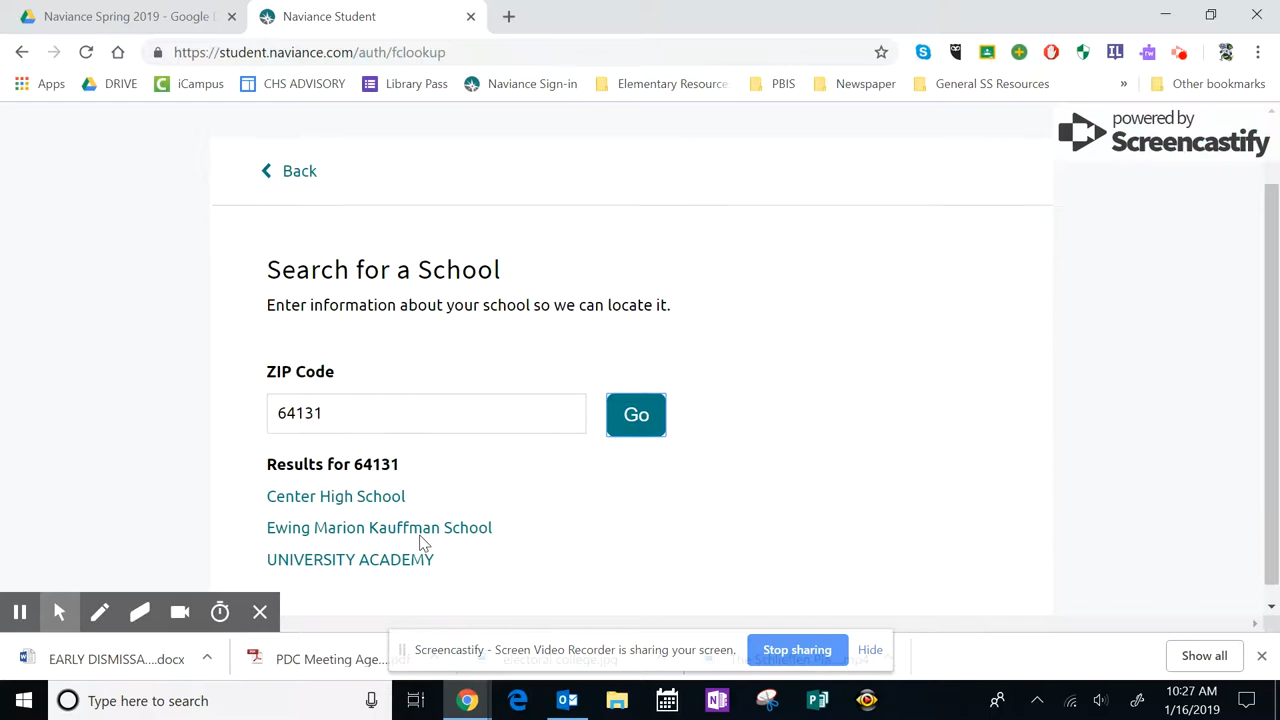 Naviance Spring 2019 - Google D
Naviance Student
https://student.naviance.com/auth/fclookup
Apps
DRIVE
iCampus
CHS ADVISORY
Library Pass
Naviance Sign-in
Elementary Resource
PBIS
Newspaper
General SS Resources
»
Other bookmarks
powered by
Screencastify
Back
Search for a School
Enter information about your school so we can locate it.
ZIP Code
64131
Go
Results for 64131
Center High School
Ewing Marion Kauffman School
UNIVERSITY ACADEMY
EARLY DISMISSA....docx
PDC Meeting Age...
Screencastify - Screen Video Recorder is sharing your screen.
Stop sharing
Hide
Show all
Type here to search
10:27 AM
1/16/2019